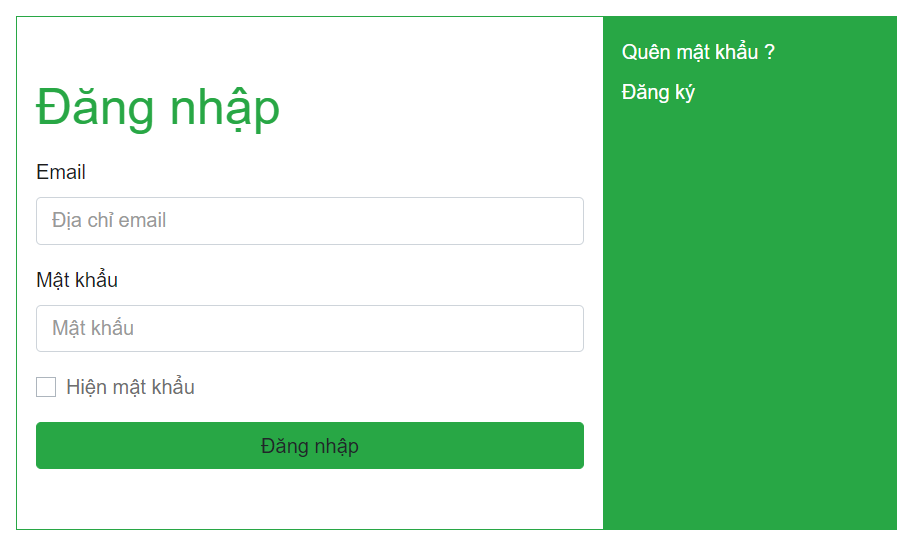 Đăng nhập
Email
Địa chỉ email
Mật khẩu
Mật khẩu
Hiện mật khẩu
Đăng nhập
Quên mật khẩu ?
Đăng ký